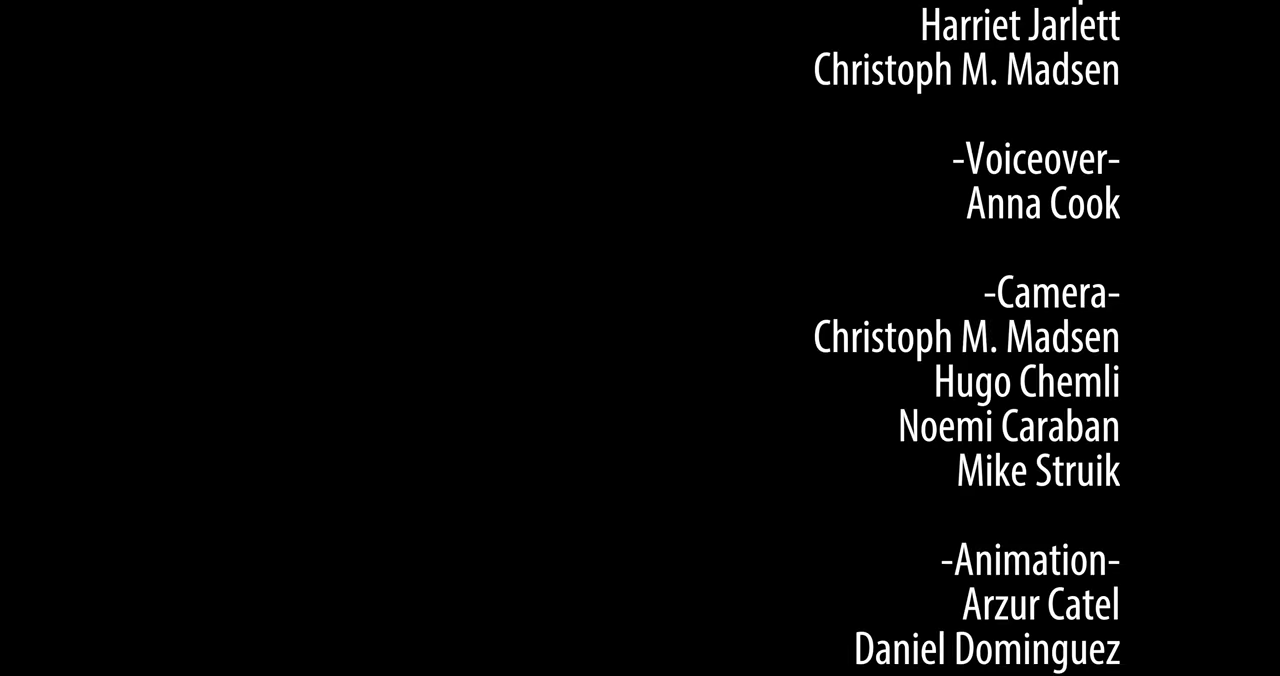 Harriet Jarlett
Christoph M. Madsen
-Voiceover-
Anna Cook
-Camera-
Christoph M. Madsen
Hugo Chemli
Noemi Caraban
Mike Struik
-Animation-
Arzur Catel
Daniel Dominguez